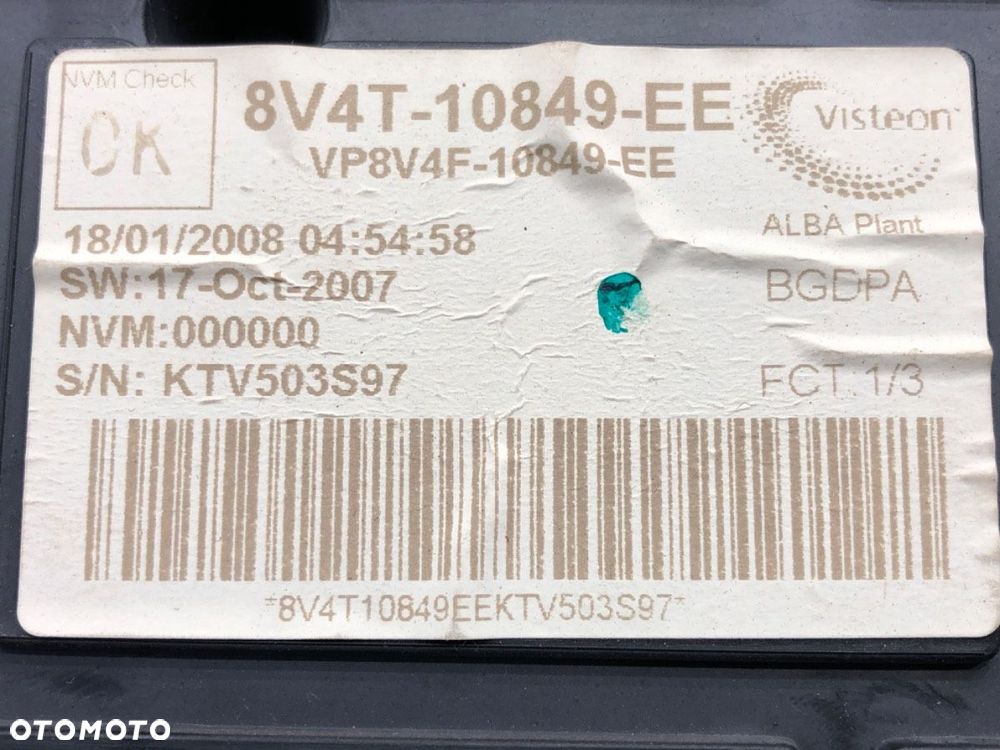 NVM Check
OK
8V4T-10849-EE
VP8V4F-10849-EE
Visteon
ALBA Plant
18/01/2008 04:54:58
SW:17-Oct-2007
BGDPA
NVM:000000
S/N: KTV503S97
FCT: 1/3
*8V4T10849EEKTV503S97*
OTOMOTO